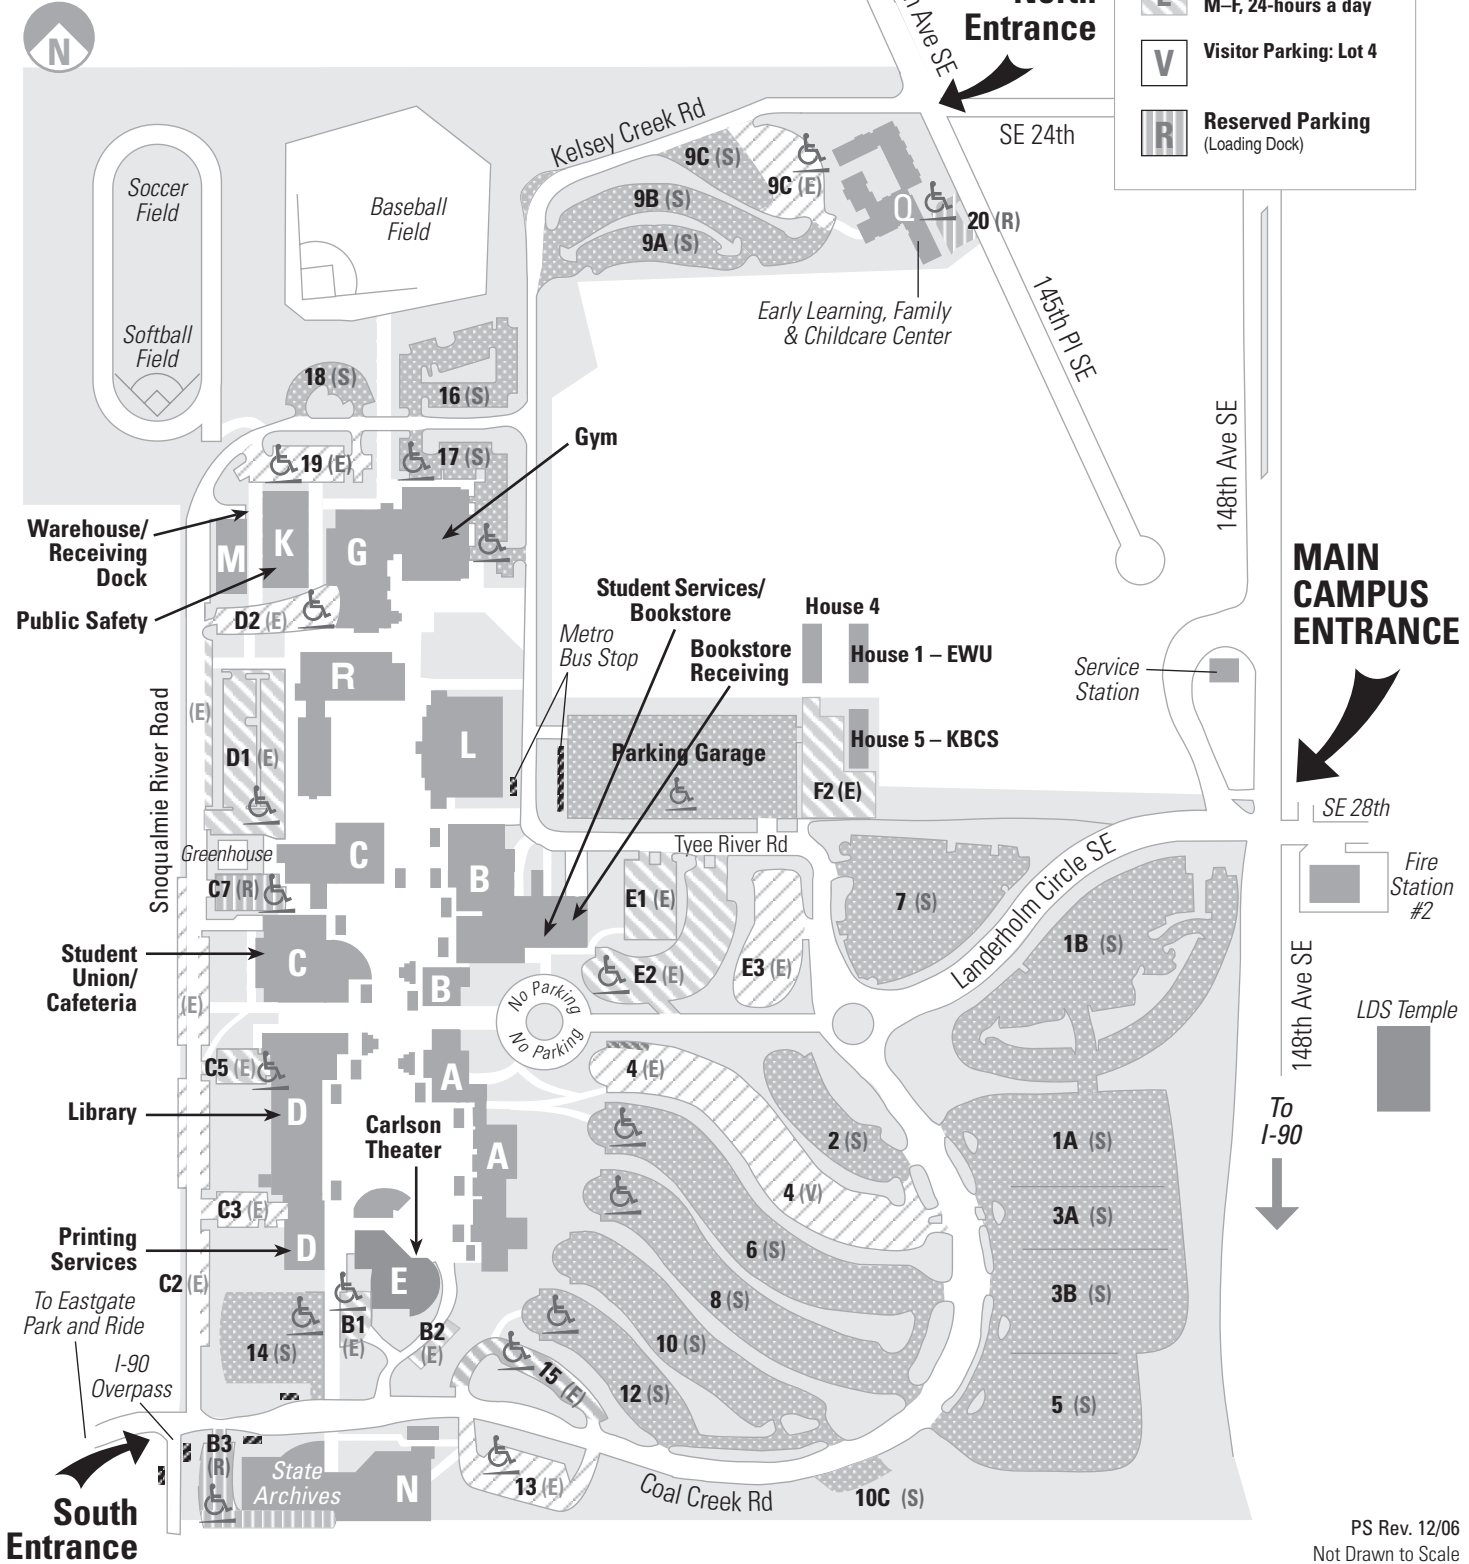 N
North
Entrance
h Ave SE
M–F, 24-hours a day
V
Visitor Parking: Lot 4
R
Reserved Parking
(Loading Dock)
SE 24th
Kelsey Creek Rd
9C (S)
9C (E)
9B (S)
9A (S)
Q
20 (R)
Soccer
Field
Baseball
Field
Early Learning, Family
& Childcare Center
145th Pl SE
Softball
Field
18 (S)
16 (S)
148th Ave SE
Gym
19 (E)
17 (S)
Warehouse/
Receiving
Dock
M
K
G
Public Safety
D2 (E)
MAIN
CAMPUS
ENTRANCE
Student Services/
Bookstore
House 4
Metro
Bus Stop
Bookstore
Receiving
House 1 – EWU
Service
Station
R
Snoqualmie River Road
(E)
D1 (E)
L
Parking Garage
House 5 – KBCS
F2 (E)
SE 28th
Tyee River Rd
Greenhouse
C
B
C7 (R)
E1 (E)
7 (S)
Landerholm Circle SE
Fire
Station
#2
1B (S)
Student
Union/
Cafeteria
C
B
E2 (E)
E3 (E)
No Parking
No Parking
(E)
148th Ave SE
LDS Temple
C5 (E)
A
4 (E)
Library
D
Carlson
Theater
A
2 (S)
1A (S)
To
I-90
4 (V)
C3 (E)
3A (S)
Printing
Services
D
6 (S)
C2 (E)
E
8 (S)
3B (S)
To Eastgate
Park and Ride
B1
(E)
B2
(E)
14 (S)
10 (S)
I-90
Overpass
15 (E)
12 (S)
5 (S)
B3
(R)
State
Archives
N
13 (E)
Coal Creek Rd
10C (S)
South
Entrance
PS Rev. 12/06
Not Drawn to Scale